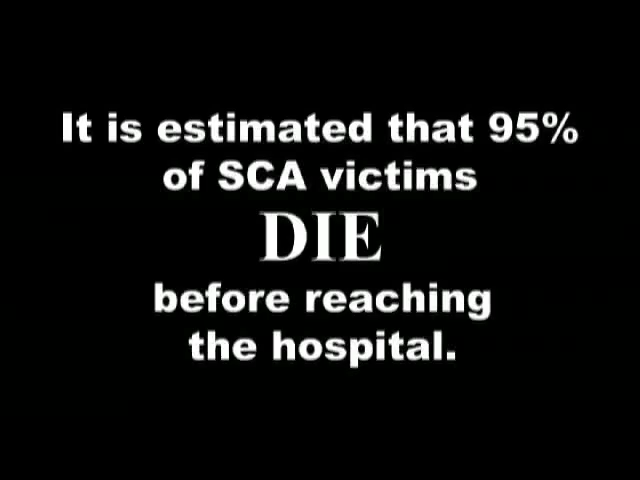 It is estimated that 95%
of SCA victims
DIE
before reaching
the hospital.